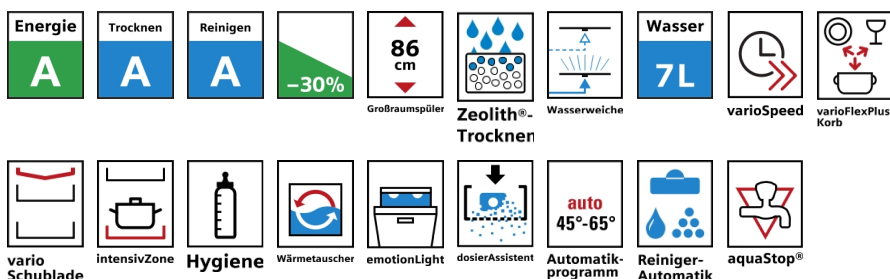 Energie
A
Trocknen
A
Reinigen
A
–30%
86
cm
Großraumspüler
Zeolith®-
Trocknen
Wasserweiche
Wasser
7L
varioSpeed
varioFlexPlus
Korb
vario
Schublade
intensivZone
Hygiene
Wärmetauscher
emotionLight
dosierAssistent
auto
45°-65°
Automatik-
programm
Reiniger-
Automatik
aquaStop®